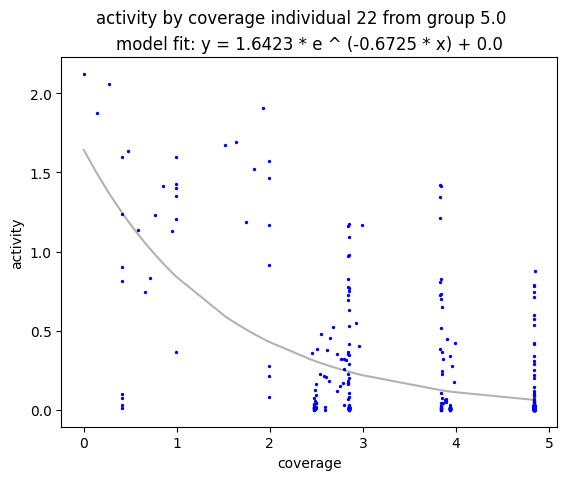 activity by coverage individual 22 from group 5.0
model fit: y = 1.6423 * e ^ (-0.6725 * x) + 0.0
activity
2.0
1.5
1.0
0.5
0.0
0 1 2 3 4 5
coverage